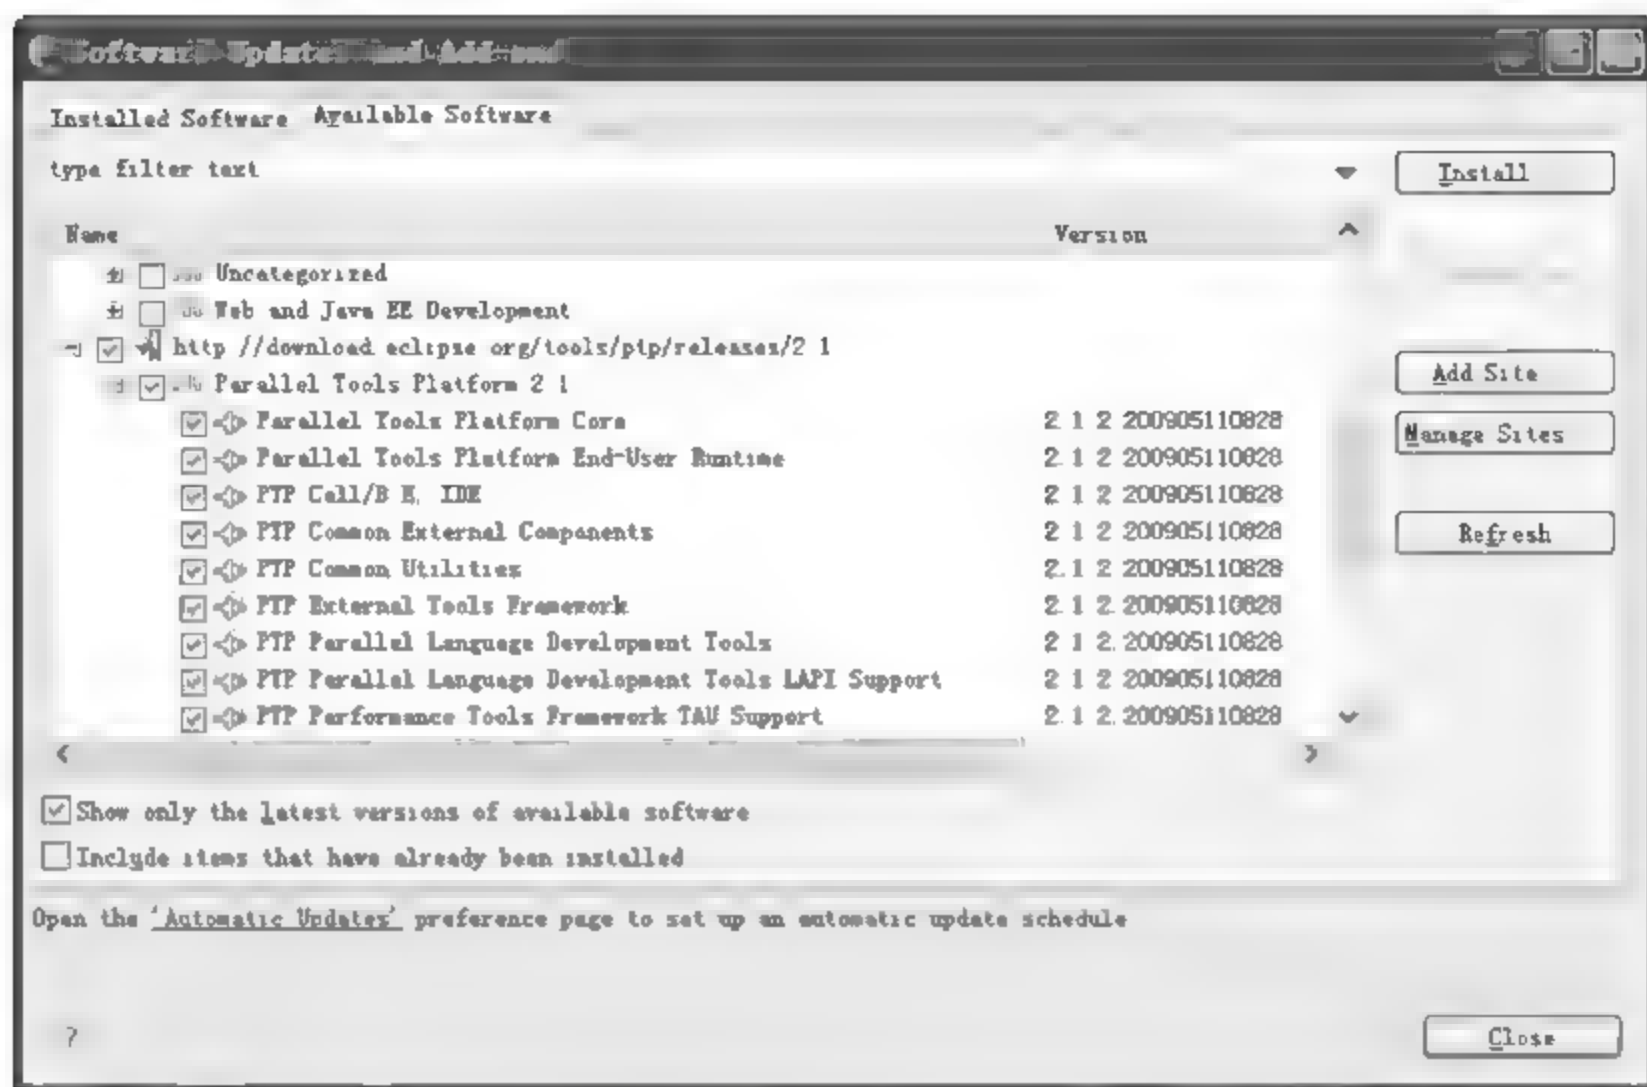 Software Updates and Add-ons
Installed Software Available Software
type filter text
Install
Name Version
Uncategorized
Web and Java EE Development
http //download eclipse org/tools/ptp/releases/2 1
Parallel Tools Platform 2 1
Add Site
Parallel Tools Platform Core 2 1 2 200905110828
Manage Sites
Parallel Tools Platform End-User Runtime 2 1 2 200905110828
PTP Cell/B E. IDE 2 1 2 200905110828
PTP Common External Components 2 1 2 200905110828
Refresh
PTP Common Utilities 2.1 2 200905110828
PTP External Tools Framework 2 1 2 200905110828
PTP Parallel Language Development Tools 2 1 2.200905110828
PTP Parallel Language Development Tools LAPI Support 2 1 2 200905110828
PTP Performance Tools Framework TAU Support 2 1 2.200905110828
Show only the latest versions of available software
Include items that have already been installed
Open the 'Automatic Updates' preference page to set up an automatic update schedule
?
Close